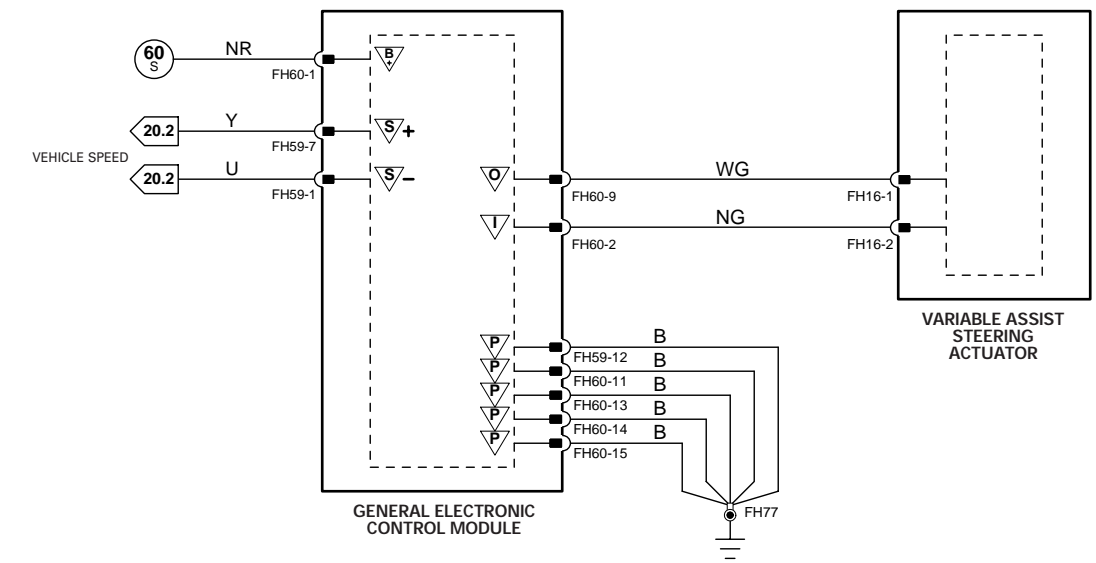 60
S
NR
FH60-1
B
+
20.2
Y
FH59-7
S +
VEHICLE SPEED
20.2
U
FH59-1
S –
O
FH60-9
WG
FH16-1
I
FH60-2
NG
FH16-2
VARIABLE ASSIST
STEERING
ACTUATOR
P
FH59-12
B
P
FH60-11
B
P
FH60-13
B
P
FH60-14
B
P
FH60-15
B
GENERAL ELECTRONIC
CONTROL MODULE
FH77